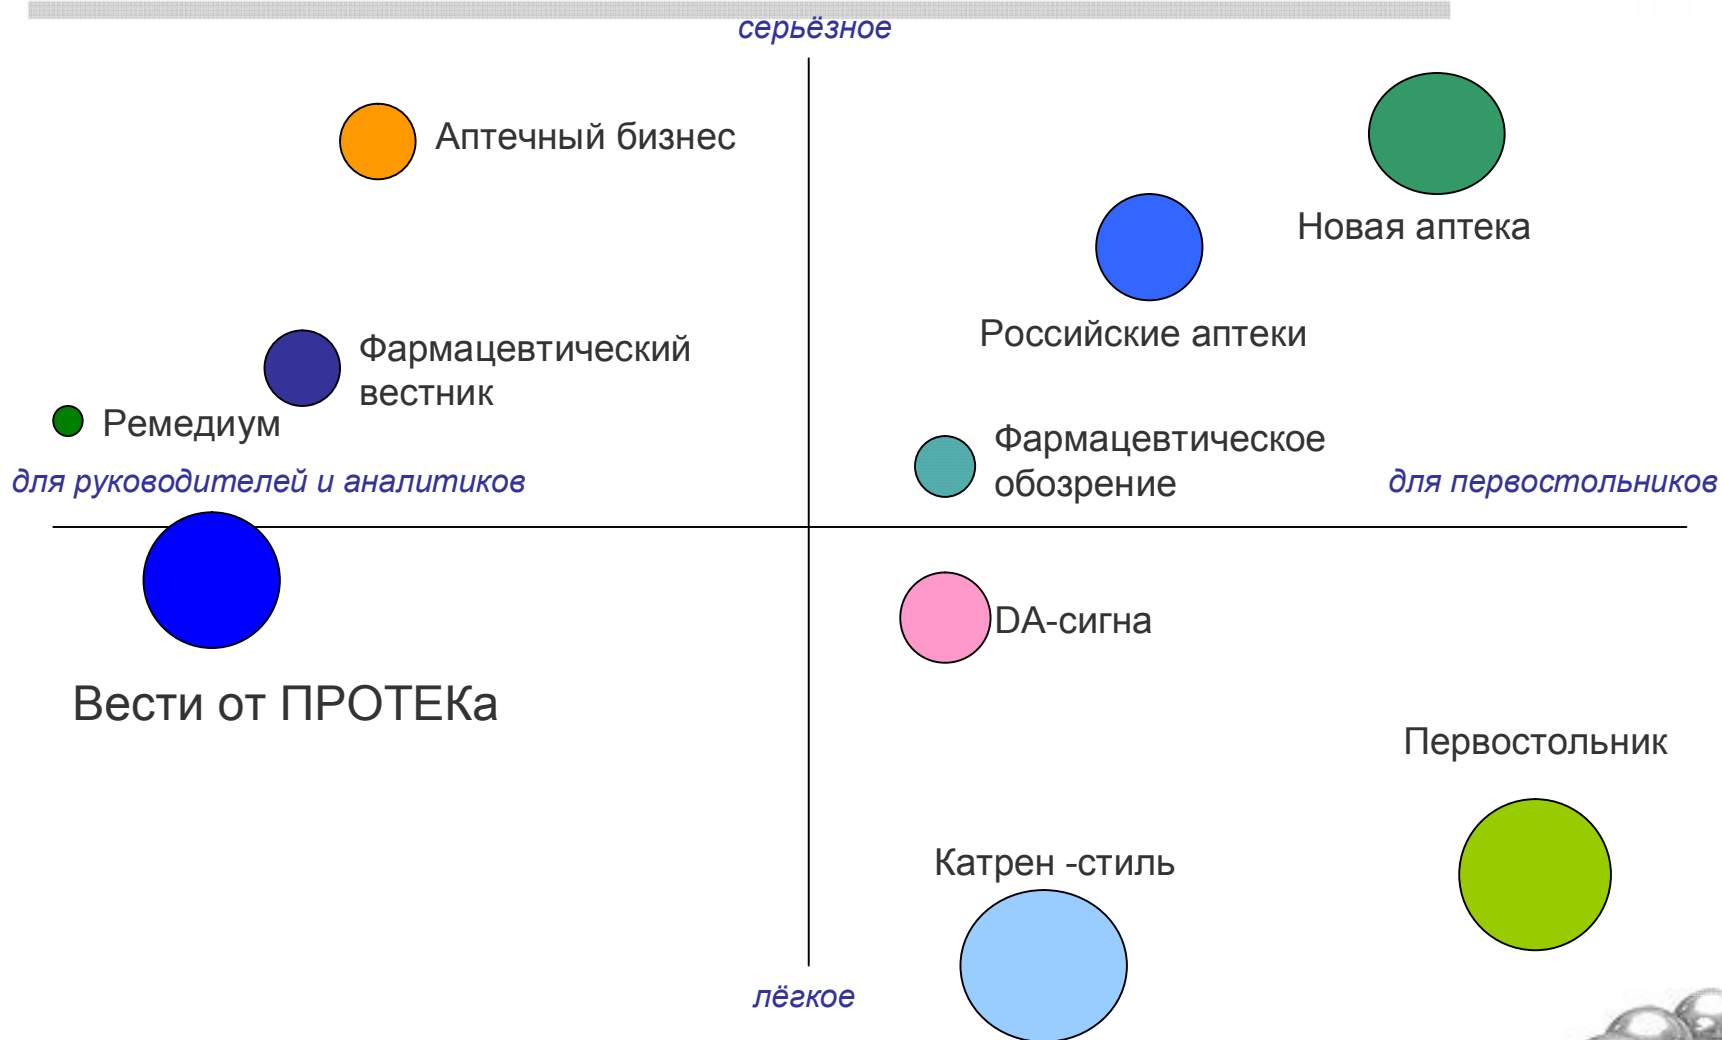 серьёзное
Аптечный бизнес
Новая аптека
Российские аптеки
Фармацевтический
вестник
Ремедиум
Фармацевтическое
обозрение
для руководителей и аналитиков
для первостольников
DA-сигна
Вести от ПРОТЕКа
Первостольник
Катрен -стиль
лёгкое